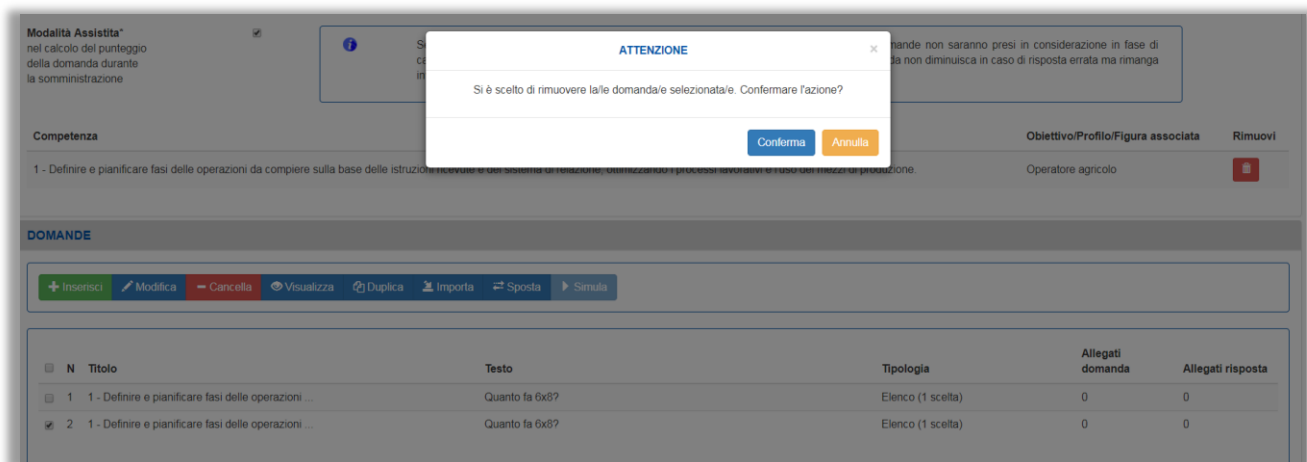 Modalità Assistita*
nel calcolo del punteggio
della domanda durante
la somministrazione
ATTENZIONE
×
Si è scelto di rimuovere la/le domanda/e selezionata/e. Confermare l'azione?
Conferma Annulla
mande non saranno presi in considerazione in fase di
da non diminuisca in caso di risposta errata ma rimanga
Competenza Obiettivo/Profilo/Figura associata Rimuovi
1 - Definire e pianificare fasi delle operazioni da compiere sulla base delle istruzioni ricevute e del sistema di relazione, ottimizzando i processi lavorativi e l'uso dei mezzi di produzione. Operatore agricolo
DOMANDE
Inserisci Modifica Cancella Visualizza Duplica Importa Sposta Simula
N Titolo Testo Tipologia Allegati domanda Allegati risposta
1 1 - Definire e pianificare fasi delle operazioni ... Quanto fa 6x8? Elenco (1 scelta) 0 0
2 1 - Definire e pianificare fasi delle operazioni ... Quanto fa 6x8? Elenco (1 scelta) 0 0